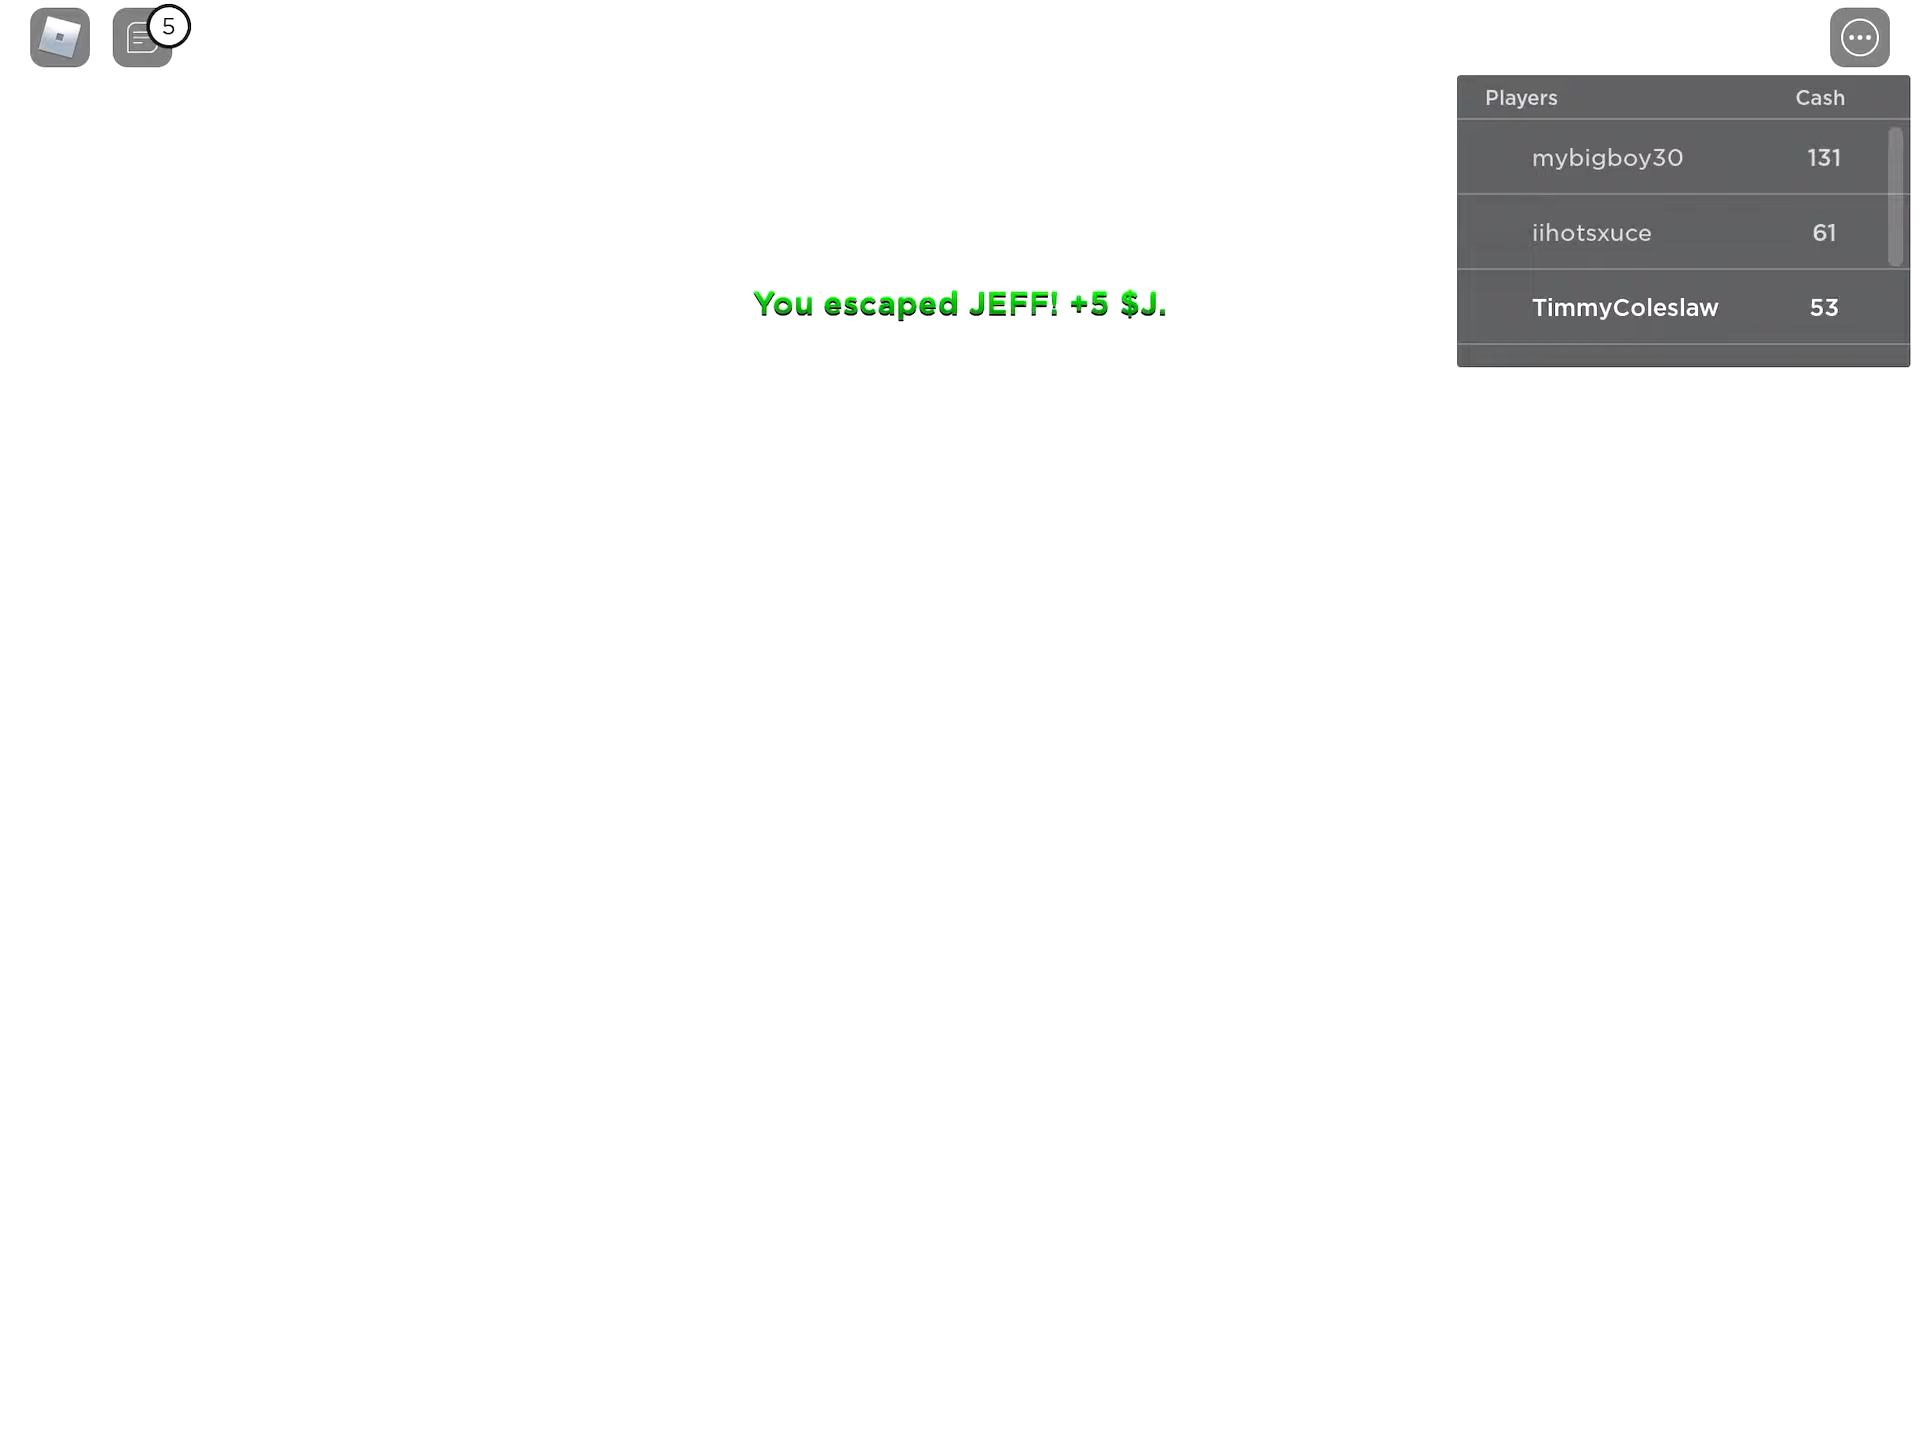 5
Players Cash
mybigboy30 131
iihotsxuce 61
You escaped JEFF! +5 $J.
TimmyColeslaw 53